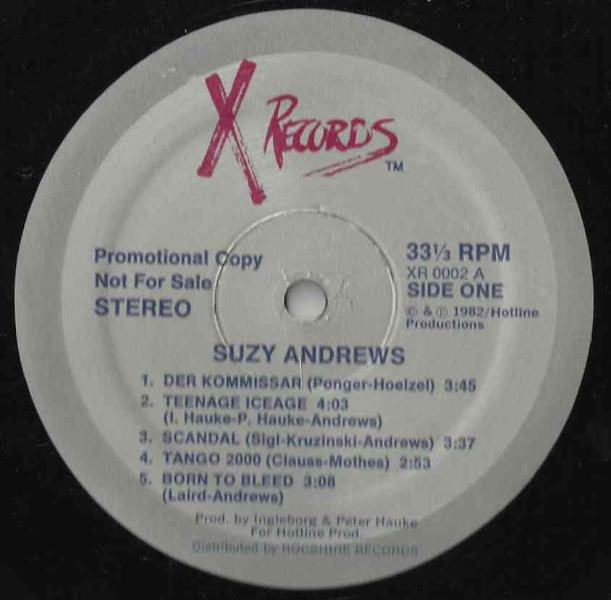 X RECORDS TM
Promotional Copy
Not For Sale
STEREO
33⅓ RPM
XR 0002 A
SIDE ONE
© & ℗ 1982/Hotline
Productions
SUZY ANDREWS
1. DER KOMMISSAR (Ponger-Hoelzel) 3:45
2. TEENAGE ICEAGE 4:03
(I. Hauke-P. Hauke-Andrews)
3. SCANDAL (Sigl-Kruzinski-Andrews) 3:37
4. TANGO 2000 (Clauss-Mothes) 2:53
5. BORN TO BLEED 3:08
(Laird-Andrews)
Prod. by Ingleborg & Peter Hauke
For Hotline Prod.
Distributed by ROCSHIRE RECORDS